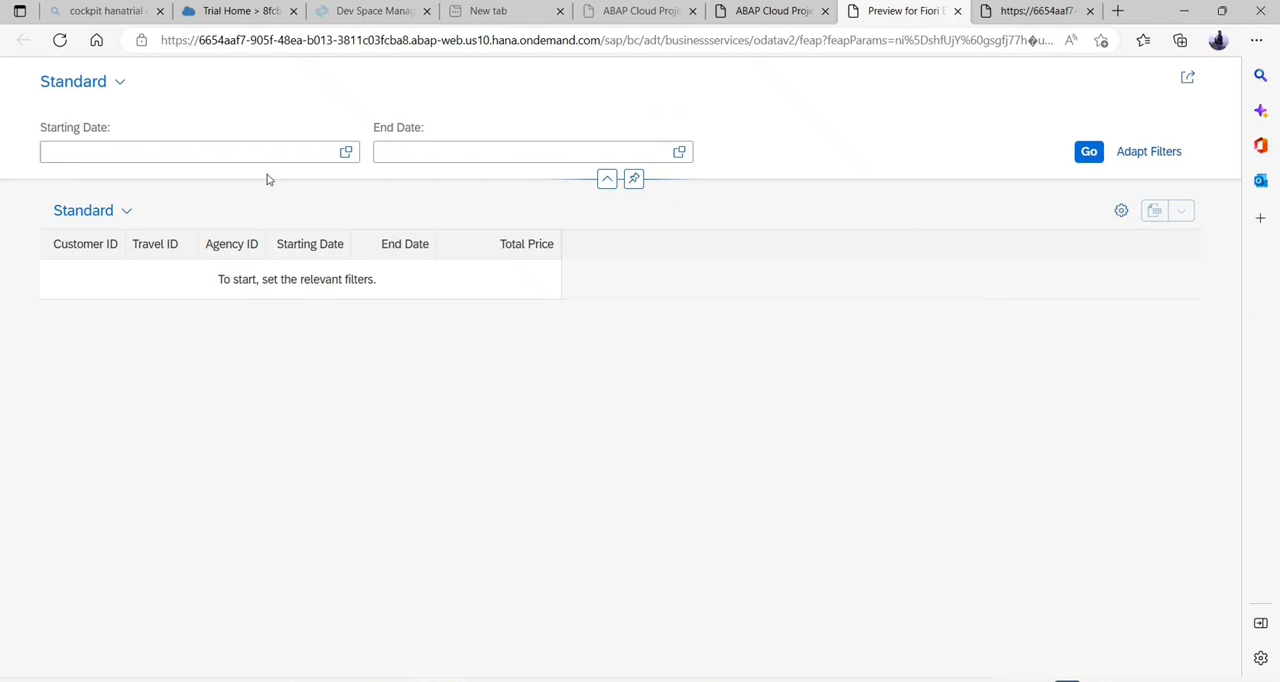 cockpit hanatrial
Trial Home > 8fcb
Dev Space Manag
New tab
ABAP Cloud Proje
ABAP Cloud Proje
Preview for Fiori E
https://6654aaf7-
https://6654aaf7-905f-48ea-b013-3811c03fcba8.abap-web.us10.hana.ondemand.com/sap/bc/adt/businessservices/odatav2/feap?feapParams=ni%5DshfUjY%60gsgfj77h�u...
Standard
Starting Date:
End Date:
Go
Adapt Filters
Standard
Customer ID
Travel ID
Agency ID
Starting Date
End Date
Total Price
To start, set the relevant filters.